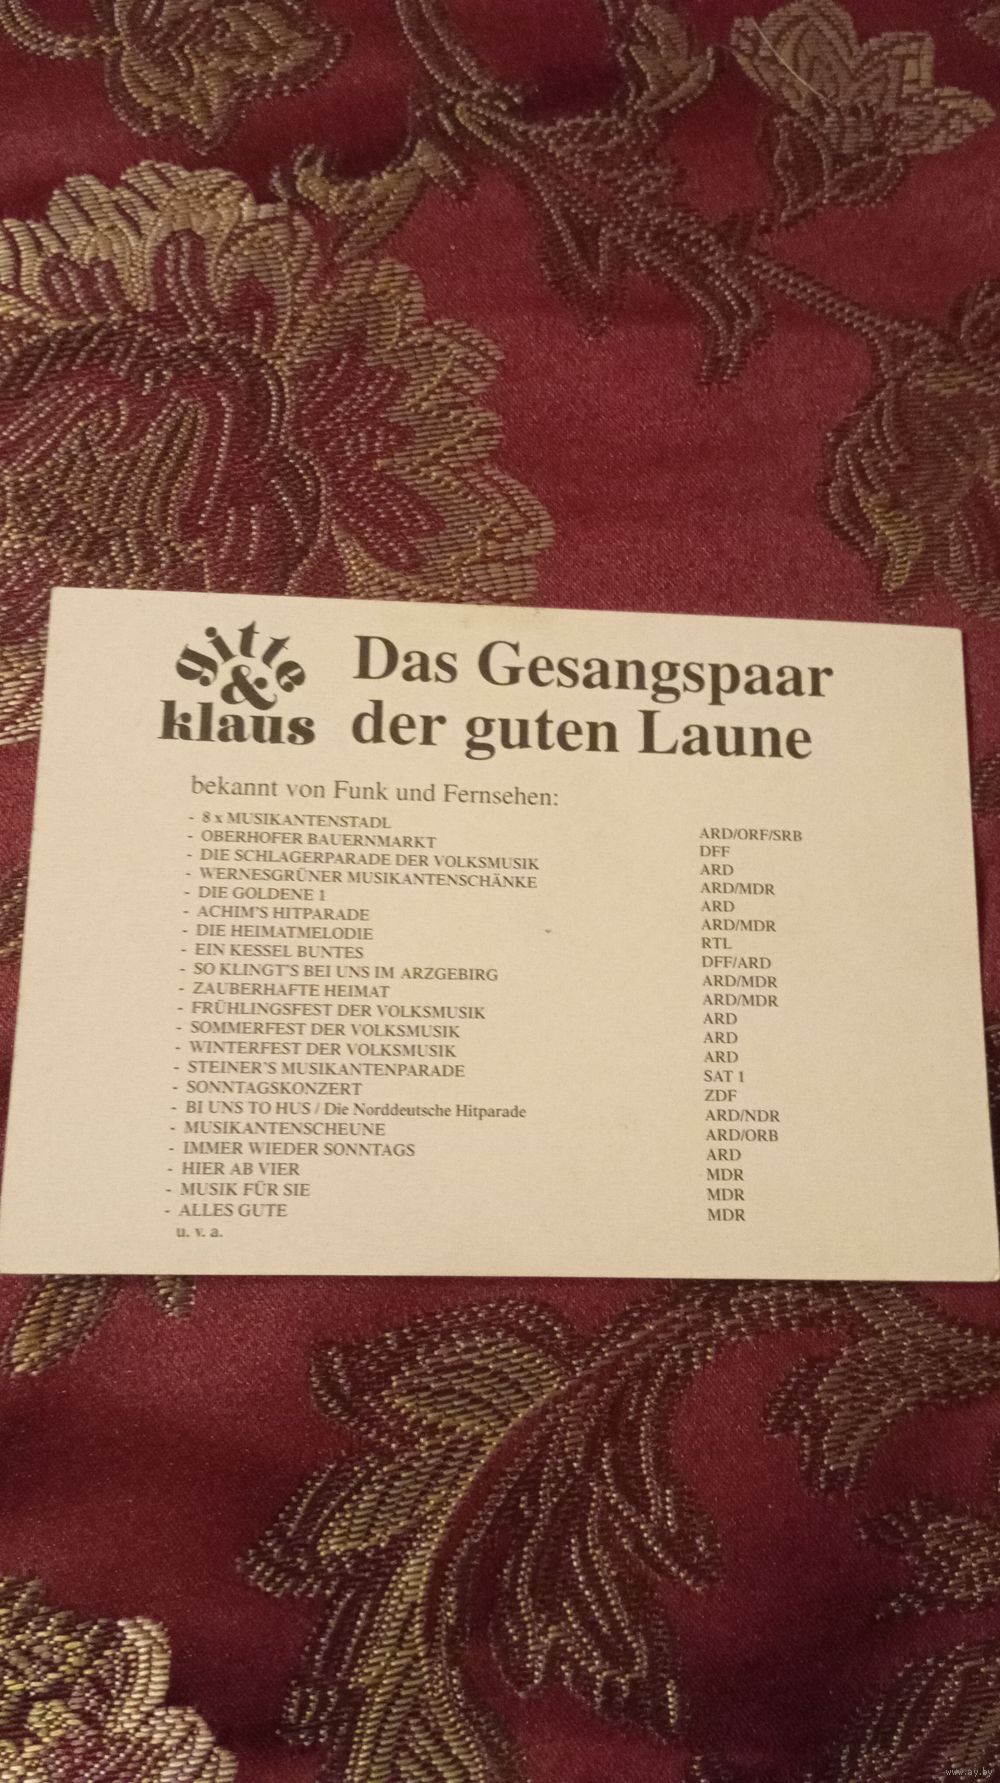 gitte
&
klaus
Das Gesangspaar
der guten Laune
bekannt von Funk und Fernsehen:
- 8 x MUSIKANTENSTADL ARD/ORF/SRB
- OBERHOFER BAUERNMARKT DFF
- DIE SCHLAGERPARADE DER VOLKSMUSIK ARD
- WERNESGRÜNER MUSIKANTENSCHÄNKE ARD/MDR
- DIE GOLDENE 1 ARD
- ACHIM'S HITPARADE ARD/MDR
- DIE HEIMATMELODIE RTL
- EIN KESSEL BUNTES DFF/ARD
- SO KLINGT'S BEI UNS IM ARZGEBIRG ARD/MDR
- ZAUBERHAFTE HEIMAT ARD/MDR
- FRÜHLINGSFEST DER VOLKSMUSIK ARD
- SOMMERFEST DER VOLKSMUSIK ARD
- WINTERFEST DER VOLKSMUSIK ARD
- STEINER'S MUSIKANTENPARADE SAT 1
- SONNTAGSKONZERT ZDF
- BI UNS TO HUS / Die Norddeutsche Hitparade ARD/NDR
- MUSIKANTENSCHEUNE ARD/ORB
- IMMER WIEDER SONNTAGS ARD
- HIER AB VIER MDR
- MUSIK FÜR SIE MDR
- ALLES GUTE MDR
u. v. a.
www.ay.by